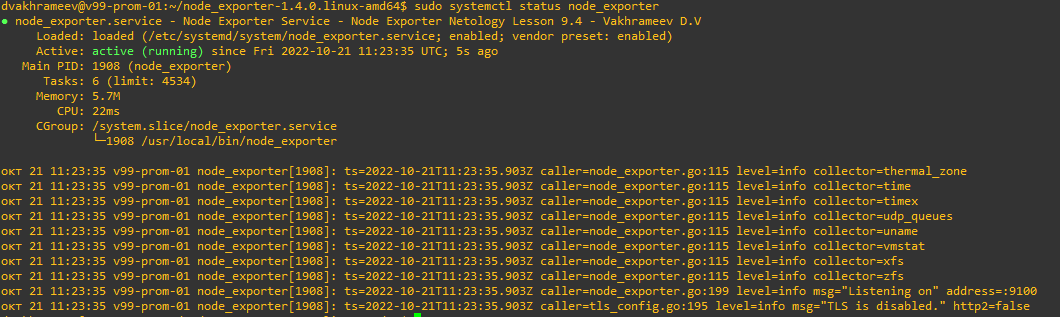 dvakhrameev@v99-prom-01:~/node_exporter-1.4.0.linux-amd64$ sudo systemctl status node_exporter
● node_exporter.service - Node Exporter Service - Node Exporter Netology Lesson 9.4 - Vakhrameev D.V
Loaded: loaded (/etc/systemd/system/node_exporter.service; enabled; vendor preset: enabled)
Active: active (running) since Fri 2022-10-21 11:23:35 UTC; 5s ago
Main PID: 1908 (node_exporter)
Tasks: 6 (limit: 4534)
Memory: 5.7M
CPU: 22ms
CGroup: /system.slice/node_exporter.service
└─1908 /usr/local/bin/node_exporter
окт 21 11:23:35 v99-prom-01 node_exporter[1908]: ts=2022-10-21T11:23:35.903Z caller=node_exporter.go:115 level=info collector=thermal_zone
окт 21 11:23:35 v99-prom-01 node_exporter[1908]: ts=2022-10-21T11:23:35.903Z caller=node_exporter.go:115 level=info collector=time
окт 21 11:23:35 v99-prom-01 node_exporter[1908]: ts=2022-10-21T11:23:35.903Z caller=node_exporter.go:115 level=info collector=timex
окт 21 11:23:35 v99-prom-01 node_exporter[1908]: ts=2022-10-21T11:23:35.903Z caller=node_exporter.go:115 level=info collector=udp_queues
окт 21 11:23:35 v99-prom-01 node_exporter[1908]: ts=2022-10-21T11:23:35.903Z caller=node_exporter.go:115 level=info collector=uname
окт 21 11:23:35 v99-prom-01 node_exporter[1908]: ts=2022-10-21T11:23:35.903Z caller=node_exporter.go:115 level=info collector=vmstat
окт 21 11:23:35 v99-prom-01 node_exporter[1908]: ts=2022-10-21T11:23:35.903Z caller=node_exporter.go:115 level=info collector=xfs
окт 21 11:23:35 v99-prom-01 node_exporter[1908]: ts=2022-10-21T11:23:35.903Z caller=node_exporter.go:115 level=info collector=zfs
окт 21 11:23:35 v99-prom-01 node_exporter[1908]: ts=2022-10-21T11:23:35.903Z caller=node_exporter.go:199 level=info msg="Listening on" address=:9100
окт 21 11:23:35 v99-prom-01 node_exporter[1908]: ts=2022-10-21T11:23:35.903Z caller=tls_config.go:195 level=info msg="TLS is disabled." http2=false